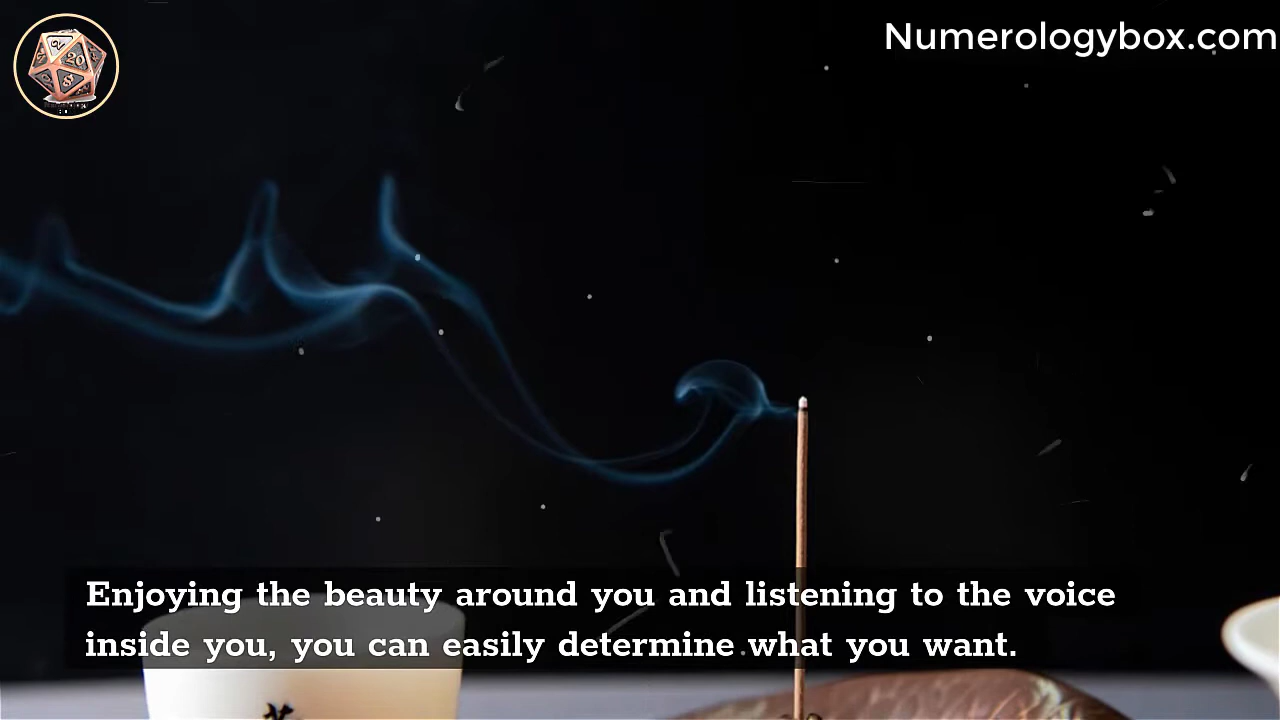 Numerologybox.com
20
Enjoying the beauty around you and listening to the voice
inside you, you can easily determine what you want.